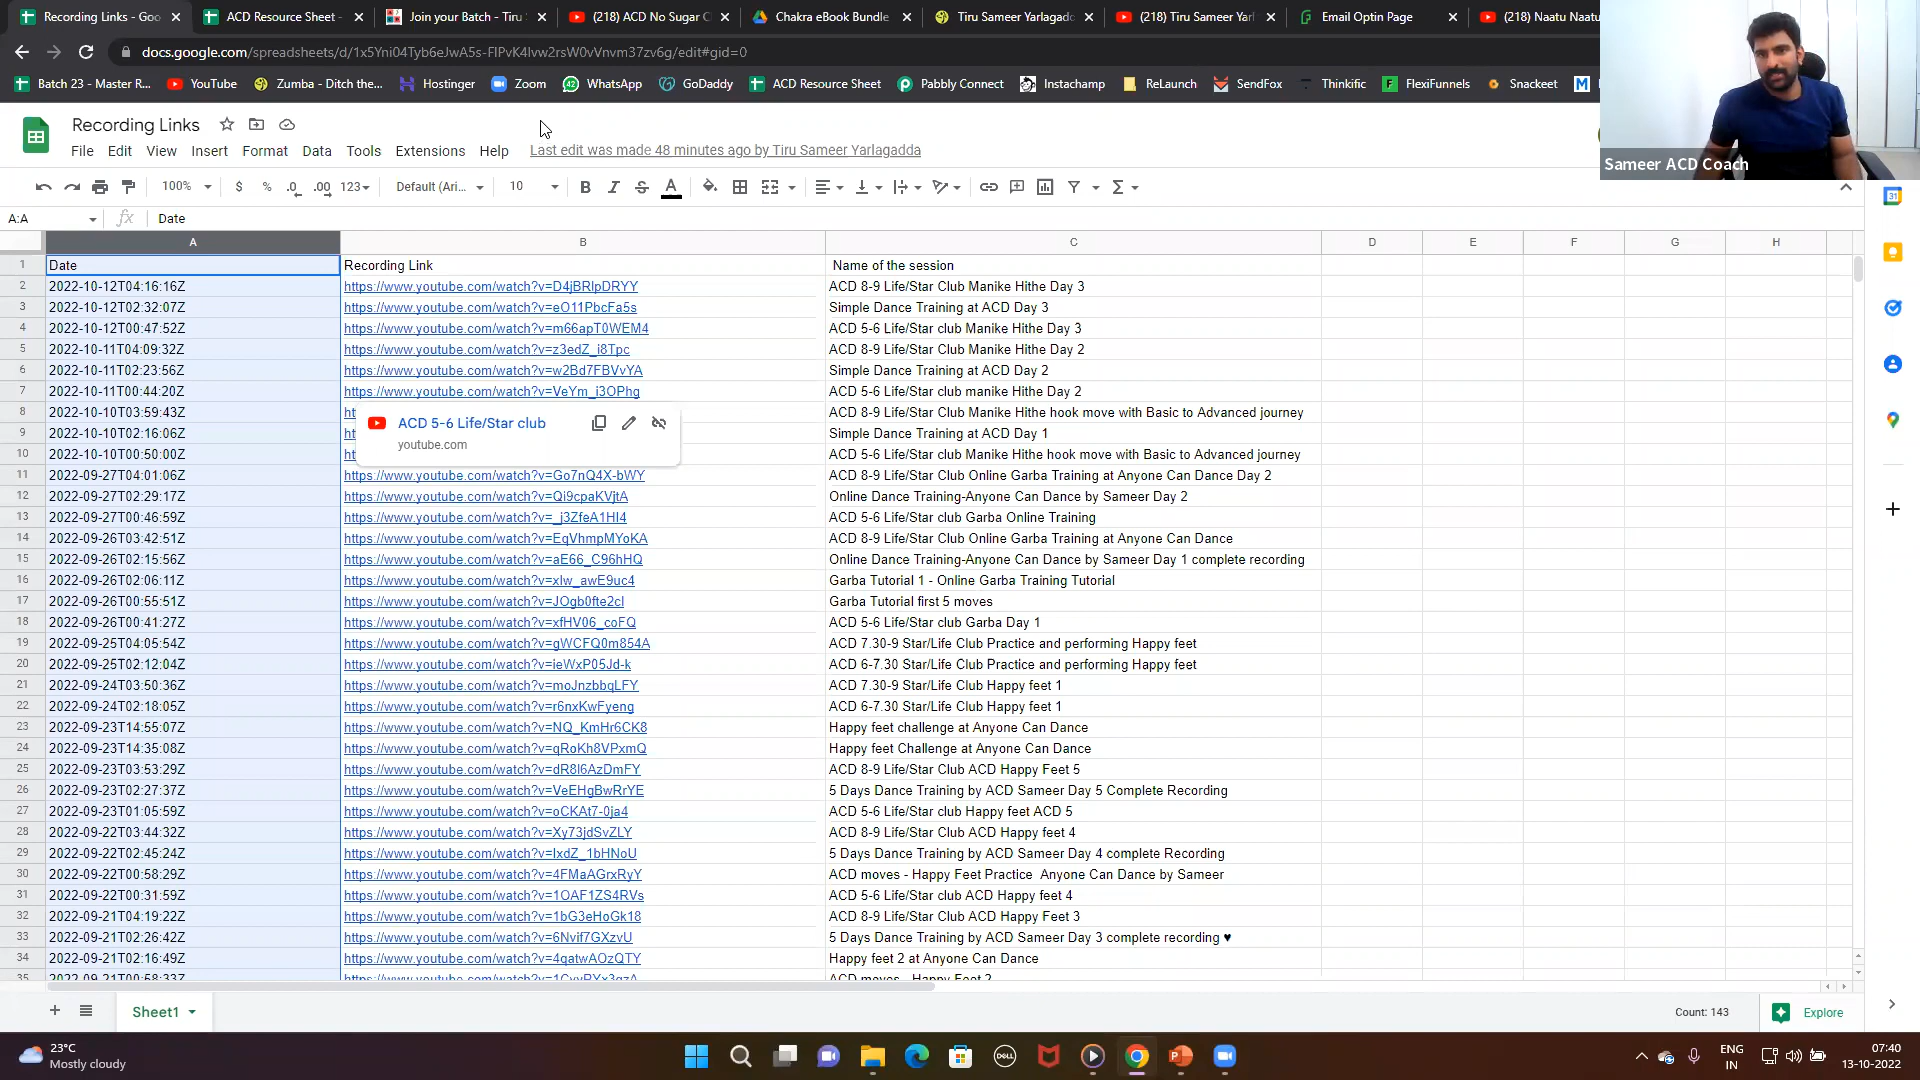 Recording Links - Goo
ACD Resource Sheet -
Join your Batch - Tiru S
(218) ACD No Sugar C
Chakra eBook Bundle
Tiru Sameer Yarlagadd
(218) Tiru Sameer Yarl
Email Optin Page
(218) Naatu Naatu
docs.google.com/spreadsheets/d/
Batch 23 - Master R...
YouTube
Zumba - Ditch the...
Hostinger
Zoom
WhatsApp
GoDaddy
ACD Resource Sheet
Pabbly Connect
Instachamp
ReLaunch
SendFox
Thinkific
FlexiFunnels
Snackeet
Sameer ACD Coach
Recording Links
File Edit View Insert Format Data Tools Extensions Help
Last edit was made 48 minutes ago by Tiru Sameer Yarlagadda
100% $ % .0 .00 123 Default (Ari... 10
A:A fx Date
A B C D E F G H
1 Date Recording Link Name of the session
2 2022-10-12T04:16:16Z https://www.youtube.com/watch?v=D4jBRlpDRYY ACD 8-9 Life/Star Club Manike Hithe Day 3
3 2022-10-12T02:32:07Z https://www.youtube.com/watch?v=eO11PbcFa5s Simple Dance Training at ACD Day 3
4 2022-10-12T00:47:52Z https://www.youtube.com/watch?v=m66apT0WEM4 ACD 5-6 Life/Star club Manike Hithe Day 3
5 2022-10-11T04:09:32Z https://www.youtube.com/watch?v=z3edZ_i8Tpc ACD 8-9 Life/Star Club Manike Hithe Day 2
6 2022-10-11T02:23:56Z https://www.youtube.com/watch?v=w2Bd7FBVvYA Simple Dance Training at ACD Day 2
7 2022-10-11T00:44:20Z https://www.youtube.com/watch?v=VeYm_i3OPhg ACD 5-6 Life/Star club manike Hithe Day 2
8 2022-10-10T03:59:43Z ht ACD 8-9 Life/Star Club Manike Hithe hook move with Basic to Advanced journey
ACD 5-6 Life/Star club
9 2022-10-10T02:16:06Z ht Simple Dance Training at ACD Day 1
youtube.com
10 2022-10-10T00:50:00Z ht ACD 5-6 Life/Star club Manike Hithe hook move with Basic to Advanced journey
11 2022-09-27T04:01:06Z https://www.youtube.com/watch?v=Go7nQ4X-bWY ACD 8-9 Life/Star Club Online Garba Training at Anyone Can Dance Day 2
12 2022-09-27T02:29:17Z https://www.youtube.com/watch?v=Qi9cpaKVjtA Online Dance Training-Anyone Can Dance by Sameer Day 2
13 2022-09-27T00:46:59Z https://www.youtube.com/watch?v=_j3ZfeA1HI4 ACD 5-6 Life/Star club Garba Online Training
14 2022-09-26T03:42:51Z https://www.youtube.com/watch?v=EqVhmpMYoKA ACD 8-9 Life/Star Club Online Garba Training at Anyone Can Dance
15 2022-09-26T02:15:56Z https://www.youtube.com/watch?v=aE66_C96hHQ Online Dance Training-Anyone Can Dance by Sameer Day 1 complete recording
16 2022-09-26T02:06:11Z https://www.youtube.com/watch?v=xIw_awE9uc4 Garba Tutorial 1 - Online Garba Training Tutorial
17 2022-09-26T00:55:51Z https://www.youtube.com/watch?v=JOgb0fte2cI Garba Tutorial first 5 moves
18 2022-09-26T00:41:27Z https://www.youtube.com/watch?v=xfHV06_coFQ ACD 5-6 Life/Star club Garba Day 1
19 2022-09-25T04:05:54Z https://www.youtube.com/watch?v=gWCFQ0m854A ACD 7.30-9 Star/Life Club Practice and performing Happy feet
20 2022-09-25T02:12:04Z https://www.youtube.com/watch?v=ieWxP05Jd-k ACD 6-7.30 Star/Life Club Practice and performing Happy feet
21 2022-09-24T03:50:36Z https://www.youtube.com/watch?v=moJnzbbqLFY ACD 7.30-9 Star/Life Club Happy feet 1
22 2022-09-24T02:18:05Z https://www.youtube.com/watch?v=r6nxKwFyeng ACD 6-7.30 Star/Life Club Happy feet 1
23 2022-09-23T14:55:07Z https://www.youtube.com/watch?v=NQ_KmHr6CK8 Happy feet challenge at Anyone Can Dance
24 2022-09-23T14:35:08Z https://www.youtube.com/watch?v=qRoKh8VPxmQ Happy feet Challenge at Anyone Can Dance
25 2022-09-23T03:53:29Z https://www.youtube.com/watch?v=dR8l6AzDmFY ACD 8-9 Life/Star Club ACD Happy Feet 5
26 2022-09-23T02:27:37Z https://www.youtube.com/watch?v=VeEHgBwRrYE 5 Days Dance Training by ACD Sameer Day 5 Complete Recording
27 2022-09-23T01:05:59Z https://www.youtube.com/watch?v=oCKAt7-0ja4 ACD 5-6 Life/Star club Happy feet ACD 5
28 2022-09-22T03:44:32Z https://www.youtube.com/watch?v=Xy73jdSvZLY ACD 8-9 Life/Star Club ACD Happy feet 4
29 2022-09-22T02:45:24Z https://www.youtube.com/watch?v=IxdZ_1bHNoU 5 Days Dance Training by ACD Sameer Day 4 complete Recording
30 2022-09-22T00:58:29Z https://www.youtube.com/watch?v=4FMaAGrxRyY ACD moves - Happy Feet Practice Anyone Can Dance by Sameer
31 2022-09-22T00:31:59Z https://www.youtube.com/watch?v=1OAF1ZS4RVs ACD 5-6 Life/Star club ACD Happy feet 4
32 2022-09-21T04:19:22Z https://www.youtube.com/watch?v=1bG3eHoGk18 ACD 8-9 Life/Star Club ACD Happy Feet 3
33 2022-09-21T02:26:42Z https://www.youtube.com/watch?v=6Nvif7GXzvU 5 Days Dance Training by ACD Sameer Day 3 complete recording ♥
34 2022-09-21T02:16:49Z https://www.youtube.com/watch?v=4qatwAOzQTY Happy feet 2 at Anyone Can Dance
35 2022-09-21T00:58:33Z ACD moves - Happy Feet 2
Sheet1
Count: 143
Explore
23°C
Mostly cloudy
ENG
IN
07:40
13-10-2022